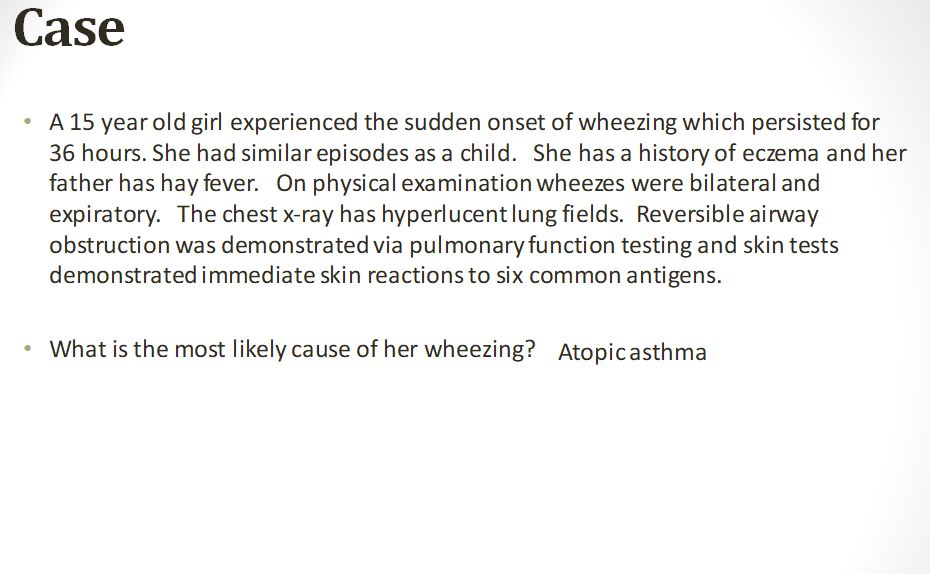 Case
• A 15 year old girl experienced the sudden onset of wheezing which persisted for
36 hours. She had similar episodes as a child. She has a history of eczema and her
father has hay fever. On physical examination wheezes were bilateral and
expiratory. The chest x-ray has hyperlucent lung fields. Reversible airway
obstruction was demonstrated via pulmonary function testing and skin tests
demonstrated immediate skin reactions to six common antigens.
• What is the most likely cause of her wheezing? Atopic asthma